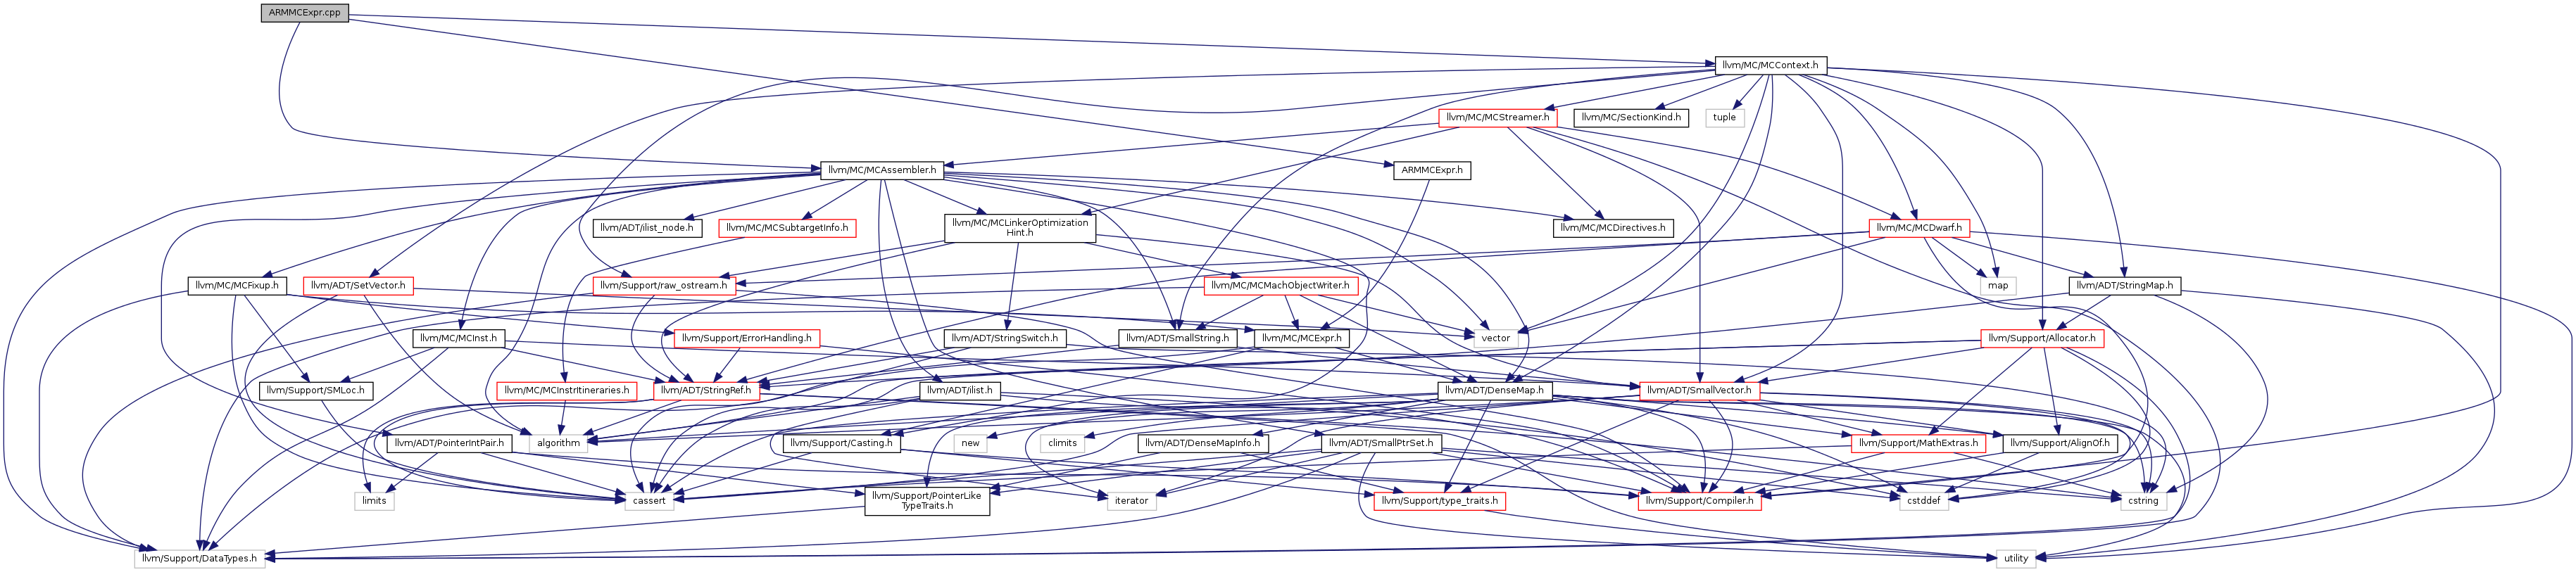 ARMMCExpr.cpp
llvm/MC/MCContext.h
llvm/MC/MCStreamer.h
llvm/MC/SectionKind.h
tuple
llvm/MC/MCAssembler.h
ARMMCExpr.h
llvm/ADT/ilist_node.h
llvm/MC/MCSubtargetInfo.h
llvm/MC/MCLinkerOptimization
Hint.h
llvm/MC/MCDirectives.h
llvm/MC/MCDwarf.h
llvm/MC/MCFixup.h
llvm/ADT/SetVector.h
llvm/Support/raw_ostream.h
llvm/MC/MCMachObjectWriter.h
map
llvm/ADT/StringMap.h
llvm/MC/MCInst.h
llvm/Support/ErrorHandling.h
llvm/ADT/StringSwitch.h
llvm/ADT/SmallString.h
llvm/MC/MCExpr.h
vector
llvm/Support/Allocator.h
llvm/Support/SMLoc.h
llvm/MC/MCInstrItineraries.h
llvm/ADT/StringRef.h
llvm/ADT/ilist.h
llvm/ADT/DenseMap.h
llvm/ADT/SmallVector.h
llvm/ADT/PointerIntPair.h
algorithm
llvm/Support/Casting.h
new
climits
llvm/ADT/DenseMapInfo.h
llvm/ADT/SmallPtrSet.h
llvm/Support/MathExtras.h
llvm/Support/AlignOf.h
limits
cassert
llvm/Support/PointerLike
TypeTraits.h
iterator
llvm/Support/type_traits.h
llvm/Support/Compiler.h
cstddef
cstring
llvm/Support/DataTypes.h
utility